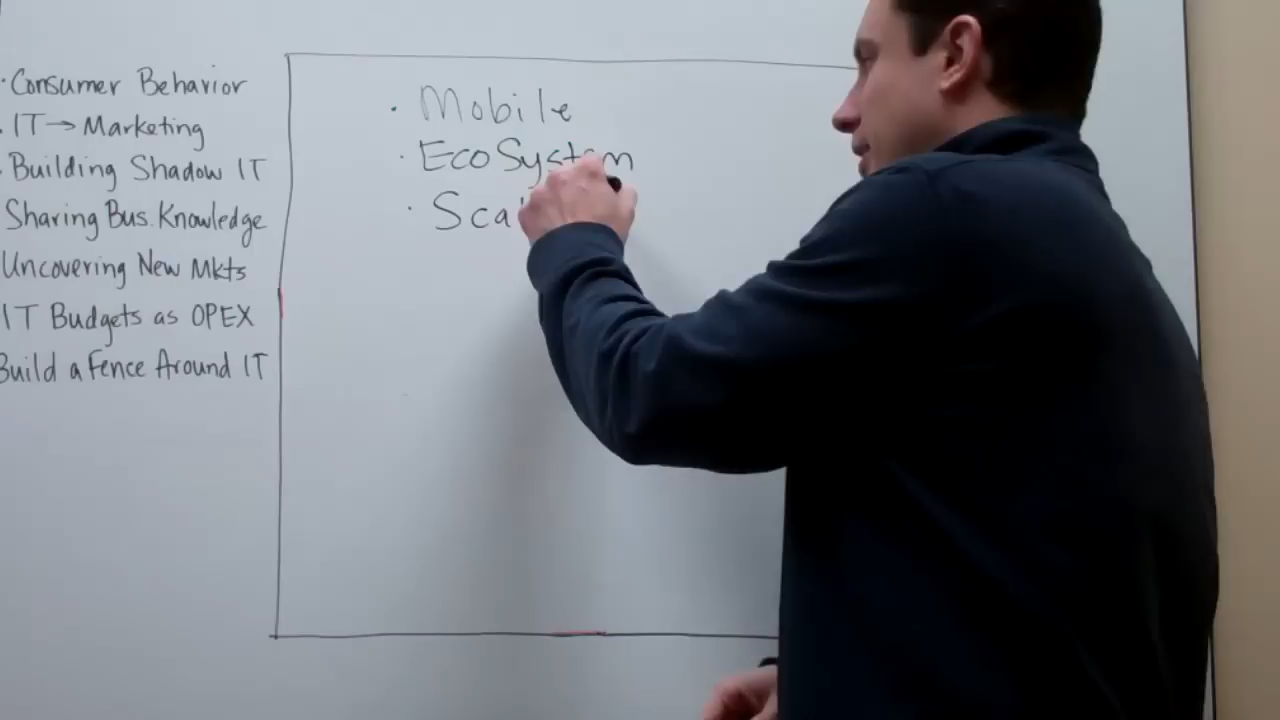 · Consumer Behavior
· IT → Marketing
· Building Shadow IT
Sharing Bus. Knowledge
Uncovering New Mkts
IT Budgets as OPEX
Build a Fence Around IT
· Mobile
· EcoSystem